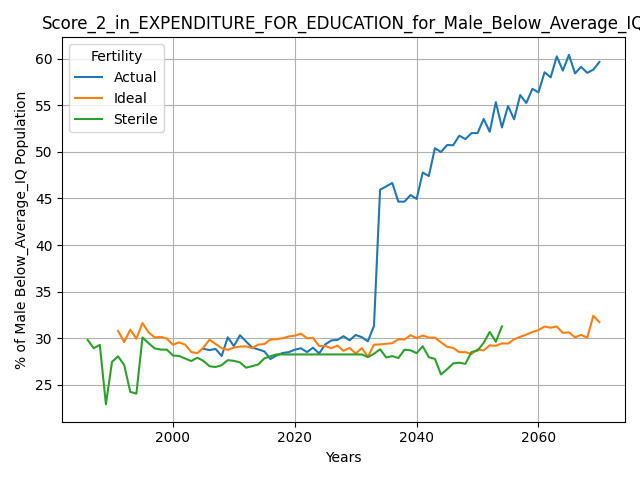 Score_2_in_EXPENDITURE_FOR_EDUCATION_for_Male_Below_Average_IQ
Fertility
Actual
Ideal
Sterile
60
55
50
45
40
35
30
25
% of Male Below_Average_IQ Population
2000
2020
2040
2060
Years